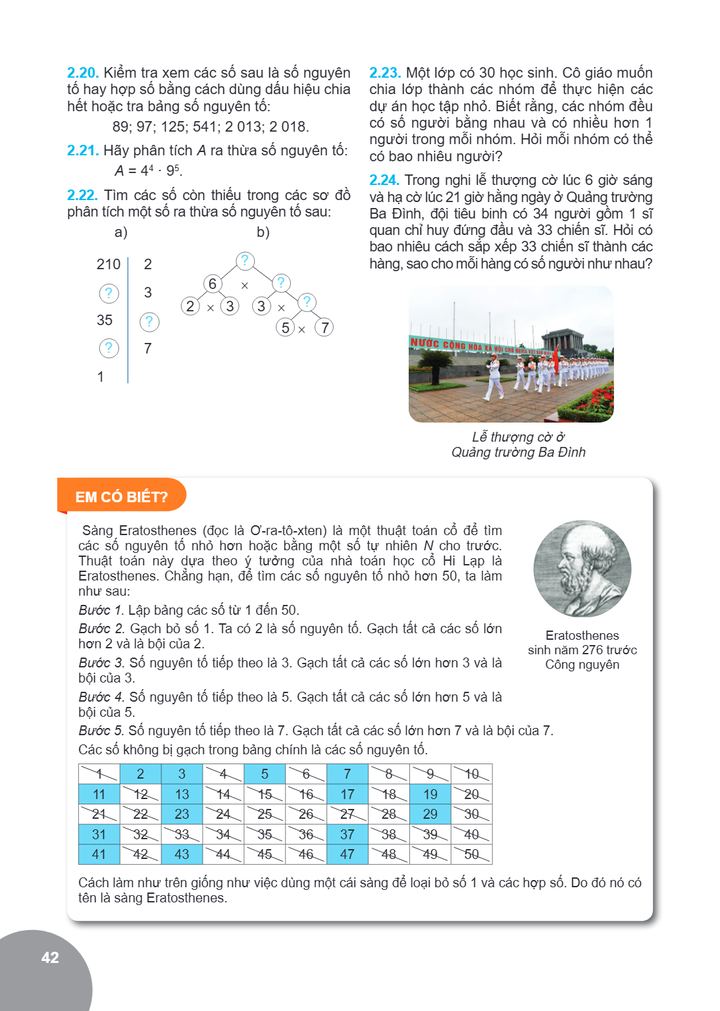 2.20. Kiểm tra xem các số sau là số nguyên
tố hay hợp số bằng cách dùng dấu hiệu chia
hết hoặc tra bảng số nguyên tố:
89; 97; 125; 541; 2 013; 2 018.
2.21. Hãy phân tích A ra thừa số nguyên tố:
A = 4⁴ · 9⁵.
2.22. Tìm các số còn thiếu trong các sơ đồ
phân tích một số ra thừa số nguyên tố sau:
a) b)
210 2
? 3
35 ?
? 7
1
?
6 × ?
2 × 3 3 × ?
5 × 7
2.23. Một lớp có 30 học sinh. Cô giáo muốn
chia lớp thành các nhóm để thực hiện các
dự án học tập nhỏ. Biết rằng, các nhóm đều
có số người bằng nhau và có nhiều hơn 1
người trong mỗi nhóm. Hỏi mỗi nhóm có thể
có bao nhiêu người?
2.24. Trong nghi lễ thượng cờ lúc 6 giờ sáng
và hạ cờ lúc 21 giờ hằng ngày ở Quảng trường
Ba Đình, đội tiêu binh có 34 người gồm 1 sĩ
quan chỉ huy đứng đầu và 33 chiến sĩ. Hỏi có
bao nhiêu cách sắp xếp 33 chiến sĩ thành các
hàng, sao cho mỗi hàng có số người như nhau?
NƯỚC CỘNG HÒA XÃ HỘI CHỦ NGHĨA VIỆT NAM
Lễ thượng cờ ở
Quảng trường Ba Đình
EM CÓ BIẾT?
Sàng Eratosthenes (đọc là Ơ-ra-tô-xten) là một thuật toán cổ để tìm
các số nguyên tố nhỏ hơn hoặc bằng một số tự nhiên N cho trước.
Thuật toán này dựa theo ý tưởng của nhà toán học cổ Hi Lạp là
Eratosthenes. Chẳng hạn, để tìm các số nguyên tố nhỏ hơn 50, ta làm
như sau:
Bước 1. Lập bảng các số từ 1 đến 50.
Bước 2. Gạch bỏ số 1. Ta có 2 là số nguyên tố. Gạch tất cả các số lớn
hơn 2 và là bội của 2.
Bước 3. Số nguyên tố tiếp theo là 3. Gạch tất cả các số lớn hơn 3 và là
bội của 3.
Bước 4. Số nguyên tố tiếp theo là 5. Gạch tất cả các số lớn hơn 5 và là
bội của 5.
Bước 5. Số nguyên tố tiếp theo là 7. Gạch tất cả các số lớn hơn 7 và là bội của 7.
Các số không bị gạch trong bảng chính là các số nguyên tố.
Eratosthenes
sinh năm 276 trước
Công nguyên
1 2 3 4 5 6 7 8 9 10
11 12 13 14 15 16 17 18 19 20
21 22 23 24 25 26 27 28 29 30
31 32 33 34 35 36 37 38 39 40
41 42 43 44 45 46 47 48 49 50
Cách làm như trên giống như việc dùng một cái sàng để loại bỏ số 1 và các hợp số. Do đó nó có
tên là sàng Eratosthenes.
42